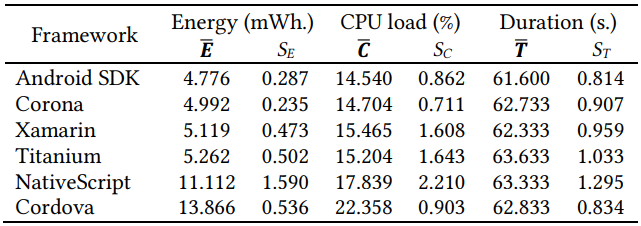 Framework Energy (mWh.) CPU load (%) Duration (s.)
E̅ S_E C̅ S_C T̅ S_T
Android SDK 4.776 0.287 14.540 0.862 61.600 0.814
Corona 4.992 0.235 14.704 0.711 62.733 0.907
Xamarin 5.119 0.473 15.465 1.608 62.333 0.959
Titanium 5.262 0.502 15.204 1.643 63.633 1.033
NativeScript 11.112 1.590 17.839 2.210 63.333 1.295
Cordova 13.866 0.536 22.358 0.903 62.833 0.834